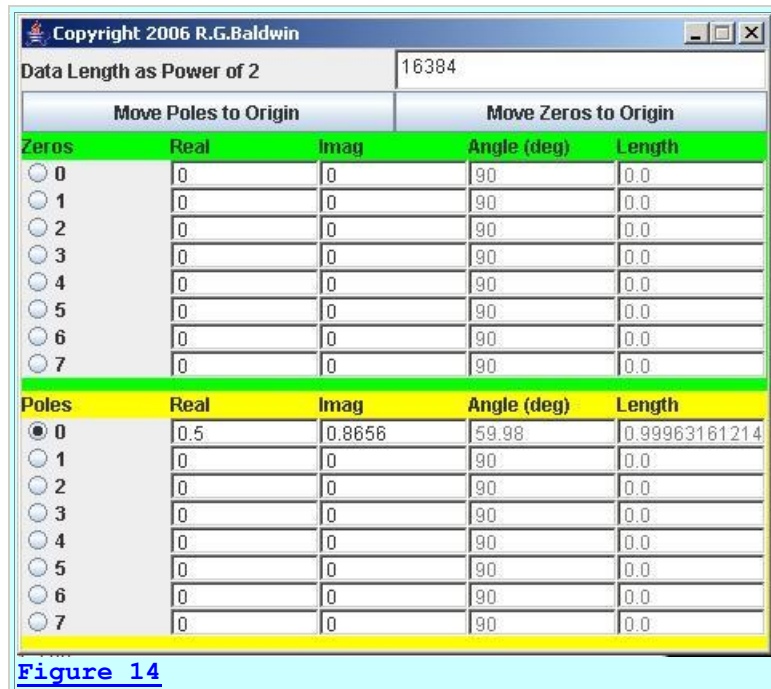 Copyright 2006 R.G.Baldwin
Data Length as Power of 2 16384
Move Poles to Origin Move Zeros to Origin
Zeros Real Imag Angle (deg) Length
0 0 0 90 0.0
1 0 0 90 0.0
2 0 0 90 0.0
3 0 0 90 0.0
4 0 0 90 0.0
5 0 0 90 0.0
6 0 0 90 0.0
7 0 0 90 0.0
Poles Real Imag Angle (deg) Length
0 0.5 0.8656 59.98 0.99963161214
1 0 0 90 0.0
2 0 0 90 0.0
3 0 0 90 0.0
4 0 0 90 0.0
5 0 0 90 0.0
6 0 0 90 0.0
7 0 0 90 0.0
Figure 14